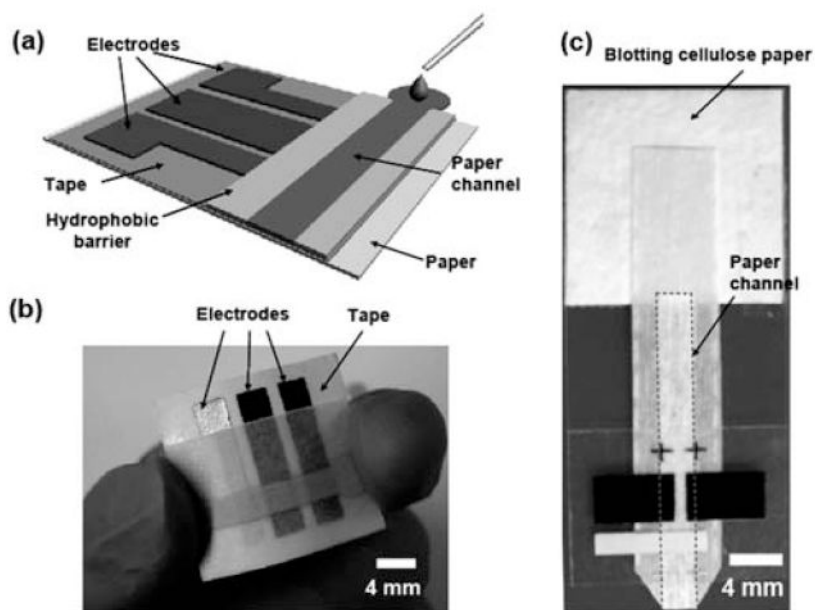 (a)
Electrodes
Tape
Hydrophobic
barrier
Paper
channel
Paper
(b)
Electrodes
Tape
4 mm
(c)
Blotting cellulose paper
Paper
channel
4 mm